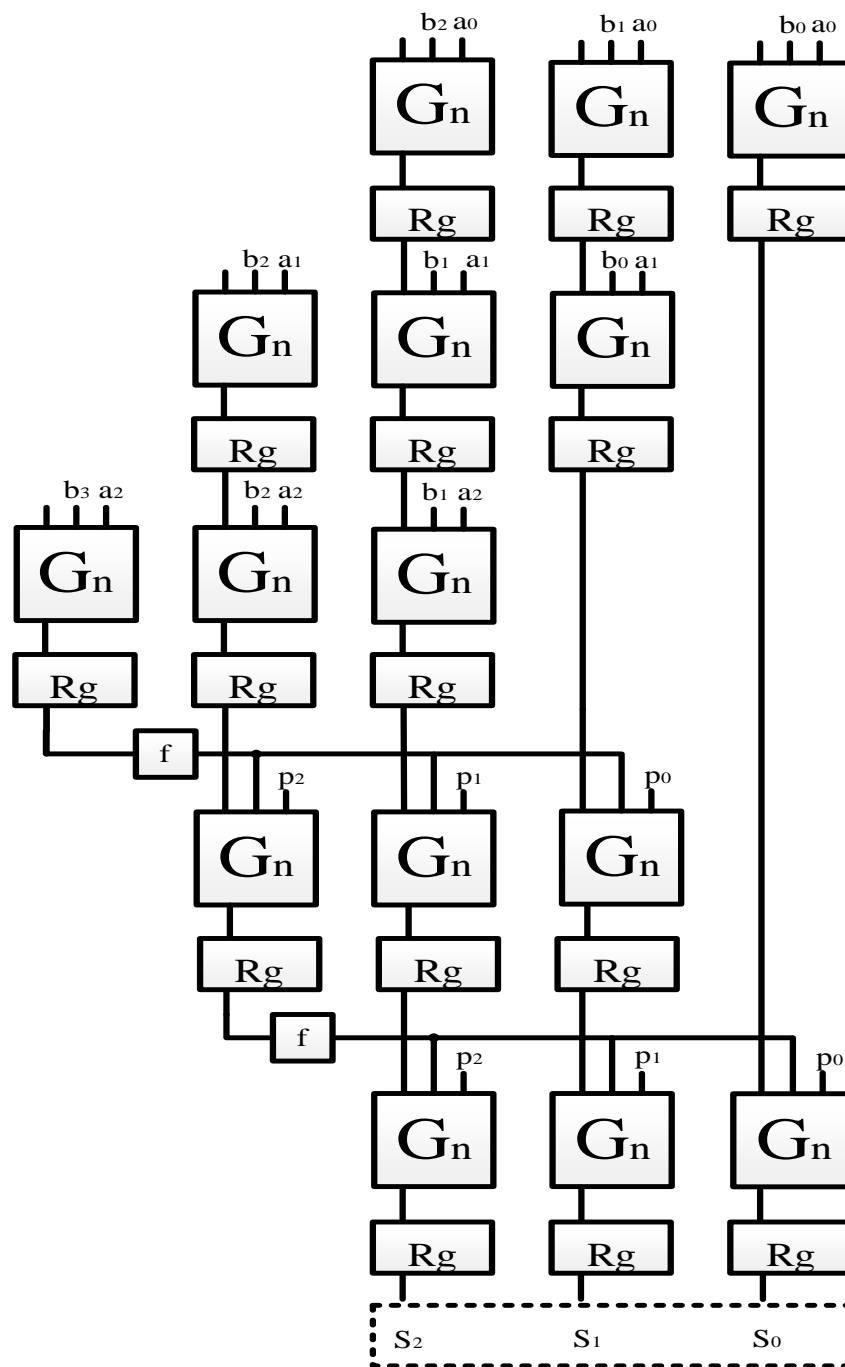 b₂ a₀ b₁ a₀ b₀ a₀
Gn Gn Gn
Rg Rg Rg
b₂ a₁ b₁ a₁ b₀ a₁
Gn Gn Gn
Rg Rg Rg
b₃ a₂ b₂ a₂ b₁ a₂
Gn Gn Gn
Rg Rg Rg
f
p₂ p₁ p₀
Gn Gn Gn
Rg Rg Rg
f
p₂ p₁ p₀
Gn Gn Gn
Rg Rg Rg
S₂ S₁ S₀